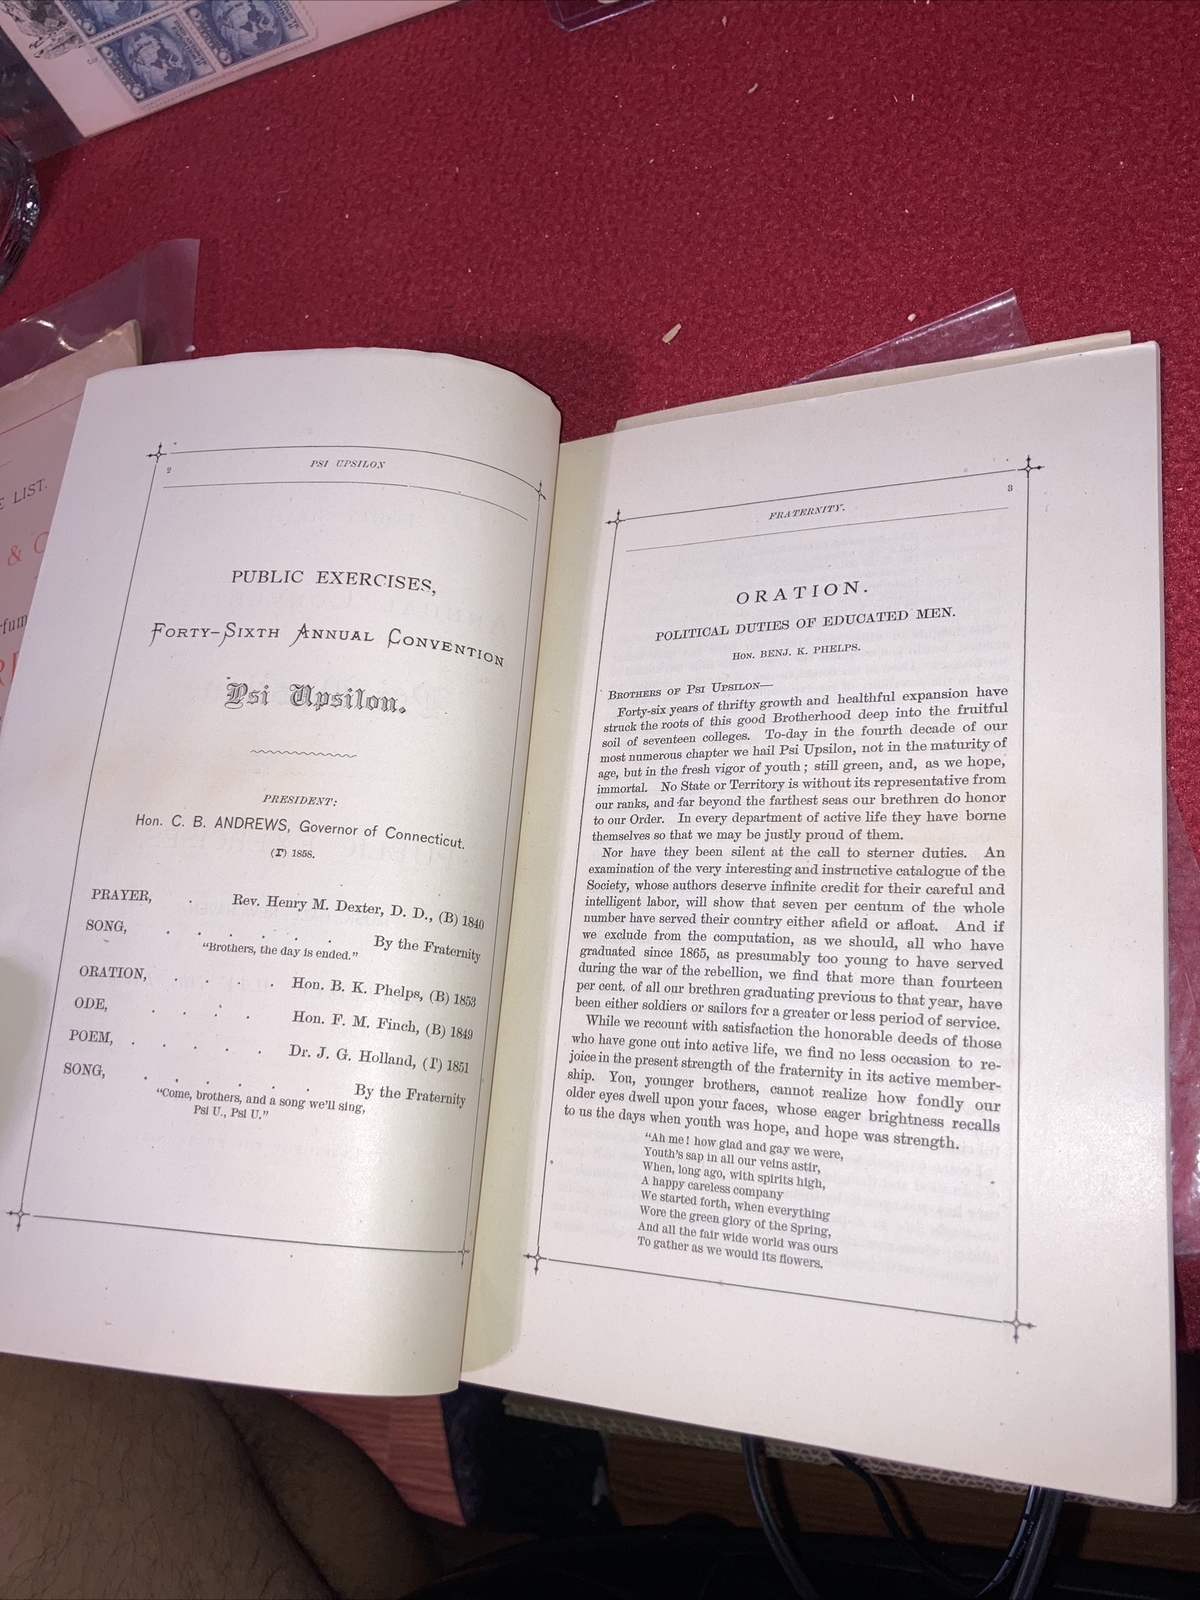 E LIST.
& C
2
PSI UPSILON
PUBLIC EXERCISES,
FORTY-SIXTH ANNUAL CONVENTION
Psi Upsilon.
PRESIDENT:
Hon. C. B. ANDREWS, Governor of Connecticut.
(Γ) 1858.
PRAYER, . Rev. Henry M. Dexter, D. D., (B) 1840
SONG, . . . . . . By the Fraternity
"Brothers, the day is ended."
ORATION, . . . . Hon. B. K. Phelps, (B) 1853
ODE, . . . . Hon. F. M. Finch, (B) 1849
POEM, . . . . . Dr. J. G. Holland, (Γ) 1851
SONG, . . . . . . By the Fraternity
"Come, brothers, and a song we'll sing,
Psi U., Psi U."
FRATERNITY.
3
ORATION.
POLITICAL DUTIES OF EDUCATED MEN.
HON. BENJ. K. PHELPS.
BROTHERS OF PSI UPSILON—
Forty-six years of thrifty growth and healthful expansion have
struck the roots of this good Brotherhood deep into the fruitful
soil of seventeen colleges. To-day in the fourth decade of our
most numerous chapter we hail Psi Upsilon, not in the maturity of
age, but in the fresh vigor of youth; still green, and, as we hope,
immortal. No State or Territory is without its representative from
our ranks, and far beyond the farthest seas our brethren do honor
to our Order. In every department of active life they have borne
themselves so that we may be justly proud of them.
Nor have they been silent at the call to sterner duties. An
examination of the very interesting and instructive catalogue of the
Society, whose authors deserve infinite credit for their careful and
intelligent labor, will show that seven per centum of the whole
number have served their country either afield or afloat. And if
we exclude from the computation, as we should, all who have
graduated since 1865, as presumably too young to have served
during the war of the rebellion, we find that more than fourteen
per cent. of all our brethren graduating previous to that year, have
been either soldiers or sailors for a greater or less period of service.
While we recount with satisfaction the honorable deeds of those
who have gone out into active life, we find no less occasion to re-
joice in the present strength of the fraternity in its active member-
ship. You, younger brothers, cannot realize how fondly our
older eyes dwell upon your faces, whose eager brightness recalls
to us the days when youth was hope, and hope was strength.
"Ah me! how glad and gay we were,
Youth's sap in all our veins astir,
When, long ago, with spirits high,
A happy careless company
We started forth, when everything
Wore the green glory of the Spring,
And all the fair wide world was ours
To gather as we would its flowers.